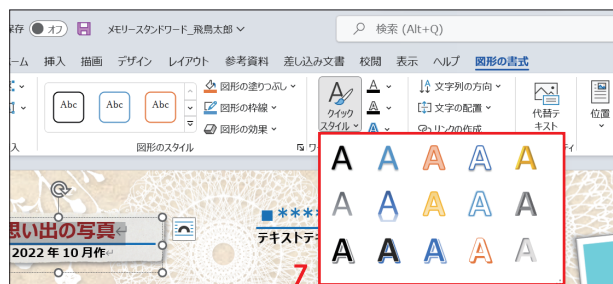 保存 オフ メモリースタンドワード_飛鳥太郎 検索 (Alt+Q)
ーム 挿入 描画 デザイン レイアウト 参考資料 差し込み文書 校閲 表示 ヘルプ 図形の書式
Abc Abc Abc
図形の塗りつぶし
図形の枠線
図形の効果
図形のスタイル
クイック
スタイル
A
A
A
文字列の方向
文字の配置
リンクの作成
代替テ
キスト
位置
入
ワ
ィ
A A A A A
A A A A A
A A A A A
思い出の写真
2022 年 10 月作
■****
テキストテキ
7